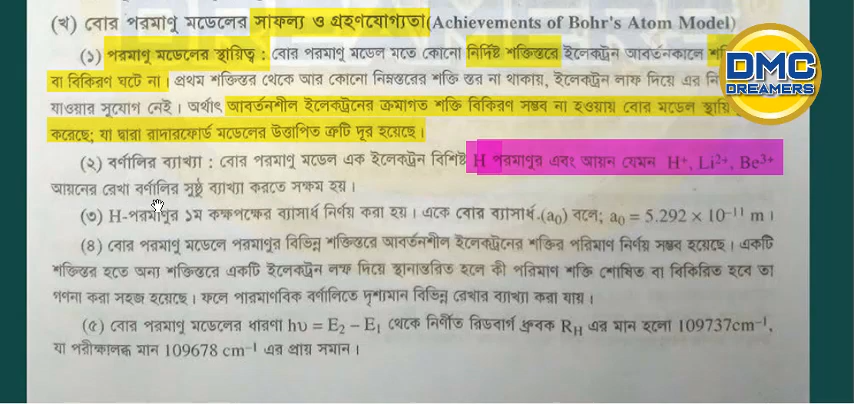 (খ) বোর পরমাণু মডেলের সাফল্য ও গ্রহণযোগ্যতা (Achievements of Bohr's Atom Model)
(১) পরমাণু মডেলের স্থায়িত্ব : বোর পরমাণু মডেল মতে কোনো নির্দিষ্ট শক্তিস্তরে ইলেকট্রন আবর্তনকালে
বা বিকিরণ ঘটে না। প্রথম শক্তিস্তর থেকে আর কোনো নিম্নতরের শক্তি স্তর না থাকায়, ইলেকট্রন লাফ দিয়ে এর
যাওয়ার সুযোগ নেই। অর্থাৎ আবর্তনশীল ইলেকট্রনের ক্রমাগত শক্তি বিকিরণ সম্ভব না হওয়ায় বোর মডেল
করেছে; যা দ্বারা রাদারফোর্ড মডেলের উত্তাপিত ত্রুটি দূর হয়েছে।
(২) বর্ণালির ব্যাখ্যা : বোর পরমাণু মডেল এক ইলেকট্রন বিশিষ্ট H পরমাণুর এবং আয়ন যেমন H⁺, Li²⁺, Be³⁺
আয়নের রেখা বর্ণালির সুষ্ঠু ব্যাখ্যা করতে সক্ষম হয়।
(৩) H-পরমাণুর ১ম কক্ষপক্ষের ব্যাসার্ধ নির্ণয় করা হয়। একে বোর ব্যাসার্ধ.(a₀) বলে; a₀ = 5.292 × 10⁻¹¹ m ।
(৪) বোর পরমাণু মডেলে পরমাণুর বিভিন্ন শক্তিস্তরে আবর্তনশীল ইলেকট্রনের শক্তির পরিমাণ নির্ণয় সম্ভব হয়েছে। একটি
শক্তিস্তর হতে অন্য শক্তিস্তরে একটি ইলেকট্রন লাফ দিয়ে স্থানান্তরিত হলে কী পরিমাণ শক্তি শোষিত বা বিকিরিত হবে তা
গণনা করা সহজ হয়েছে। ফলে পারমাণবিক বর্ণালিতে দৃশ্যমান বিভিন্ন রেখার ব্যাখ্যা করা যায়।
(৫) বোর পরমাণু মডেলের ধারণা hυ = E₂ − E₁ থেকে নির্ণীত রিডবার্গ ধ্রুবক R_H এর মান হলো 109737cm⁻¹,
যা পরীক্ষালব্ধ মান 109678 cm⁻¹ এর প্রায় সমান।
DMC
DREAMERS